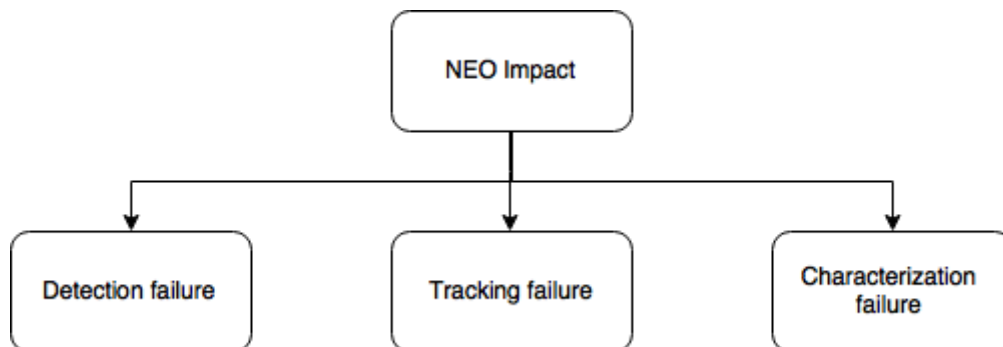 NEO Impact
Detection failure
Tracking failure
Characterization
failure